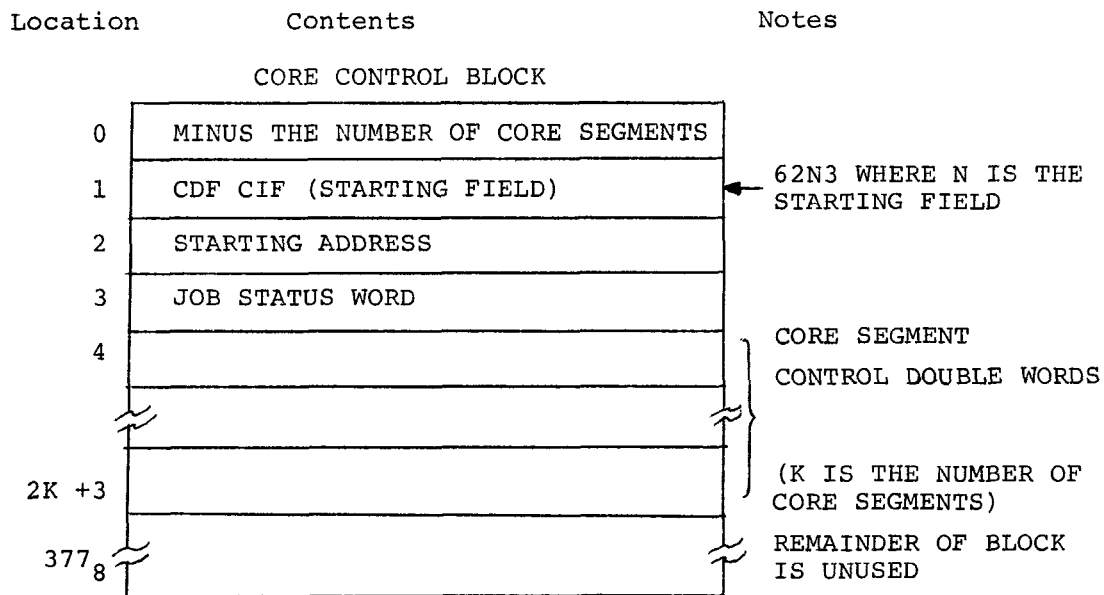 Location Contents Notes
CORE CONTROL BLOCK
0 MINUS THE NUMBER OF CORE SEGMENTS
1 CDF CIF (STARTING FIELD) 62N3 WHERE N IS THE
STARTING FIELD
2 STARTING ADDRESS
3 JOB STATUS WORD
4 CORE SEGMENT
CONTROL DOUBLE WORDS
2K +3 (K IS THE NUMBER OF
CORE SEGMENTS)
377₈ REMAINDER OF BLOCK
IS UNUSED